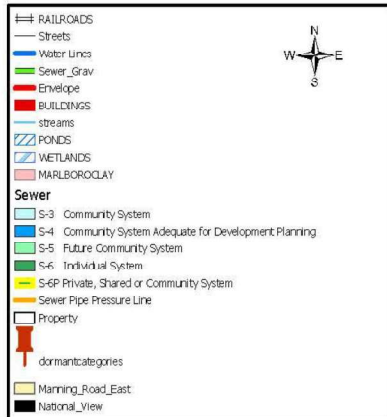 RAILROADS
Streets
Water Lines
Sewer_Grav
Envelope
BUILDINGS
streams
PONDS
WETLANDS
MARLBOROCLAY
Sewer
S-3 Community System
S-4 Community System Adequate for Development Planning
S-5 Future Community System
S-6 Individual System
S-6P Private, Shared or Community System
Sewer Pipe Pressure Line
Property
dormantcategories
Manning_Road_East
National_View
N
W E
S